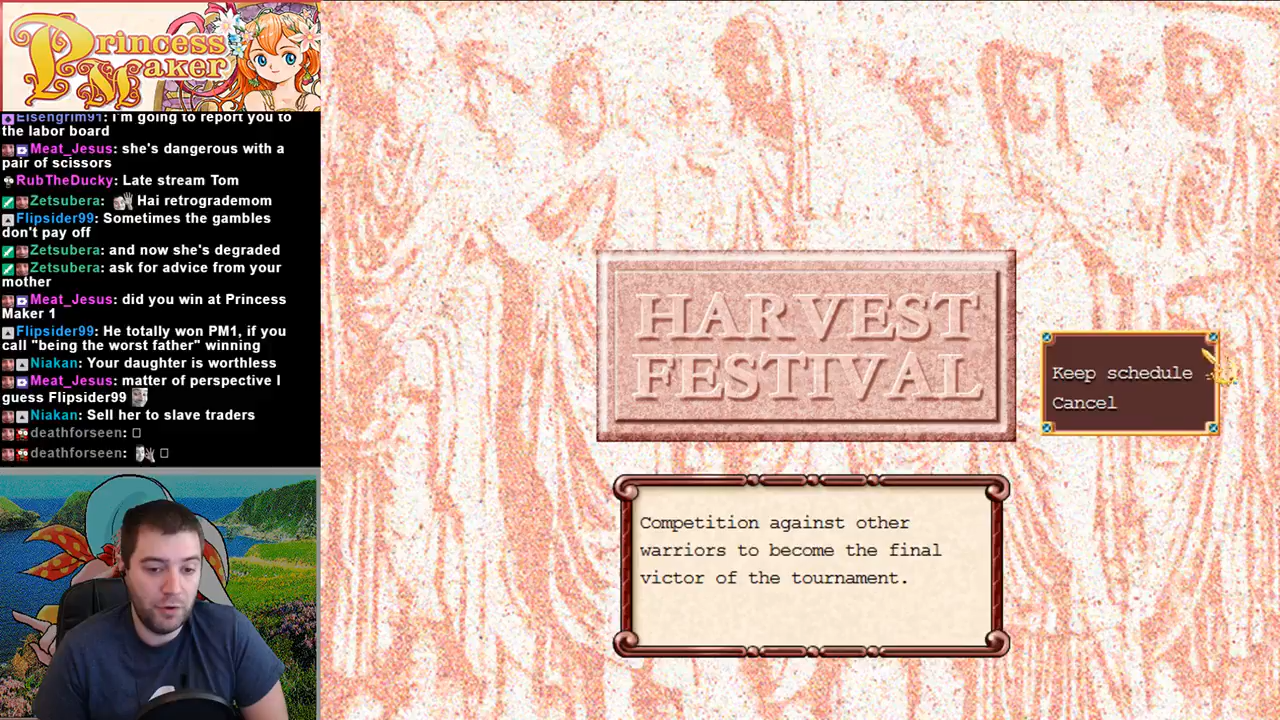 Princess
Maker
Elsengrim91: I'm going to report you to
the labor board
Meat_Jesus: she's dangerous with a
pair of scissors
RubTheDucky: Late stream Tom
Zetsubera: Hai retrogrademom
Flipsider99: Sometimes the gambles
don't pay off
Zetsubera: and now she's degraded
Zetsubera: ask for advice from your
mother
Meat_Jesus: did you win at Princess
Maker 1
Flipsider99: He totally won PM1, if you
call "being the worst father" winning
Niakan: Your daughter is worthless
Meat_Jesus: matter of perspective I
guess Flipsider99
Niakan: Sell her to slave traders
deathforseen:
deathforseen:
HARVEST
FESTIVAL
Keep schedule
Cancel
Competition against other
warriors to become the final
victor of the tournament.